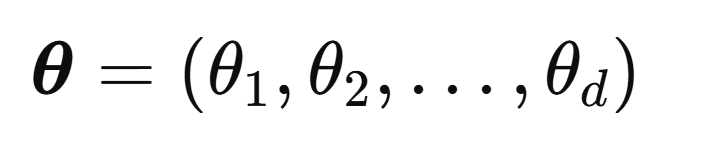 𝜽 = (θ₁, θ₂, . . . , θ_d)